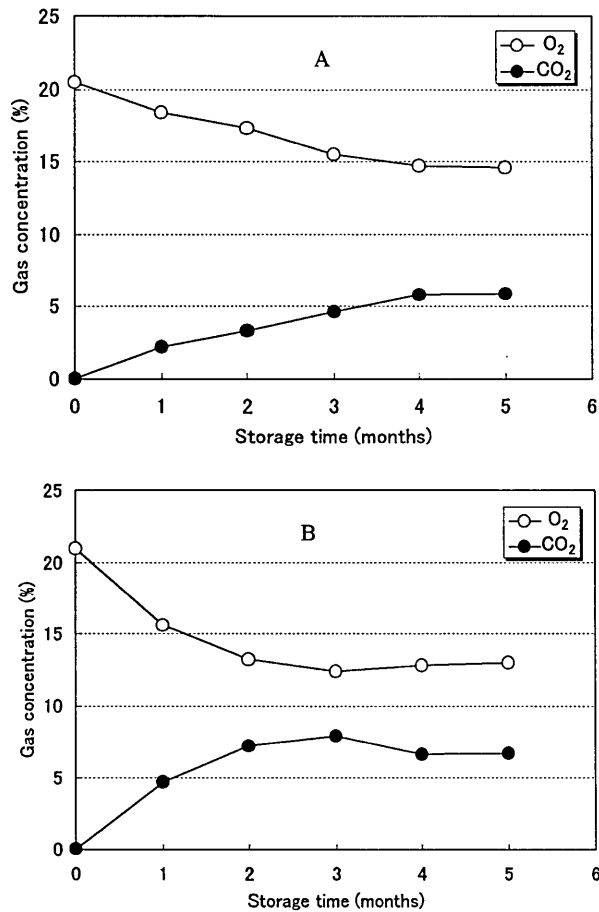 25
20
15
10
5
0
Gas concentration (%)
A
O2
CO2
0 1 2 3 4 5 6
Storage time (months)
25
20
15
10
5
0
Gas concentration (%)
B
O2
CO2
0 1 2 3 4 5 6
Storage time (months)